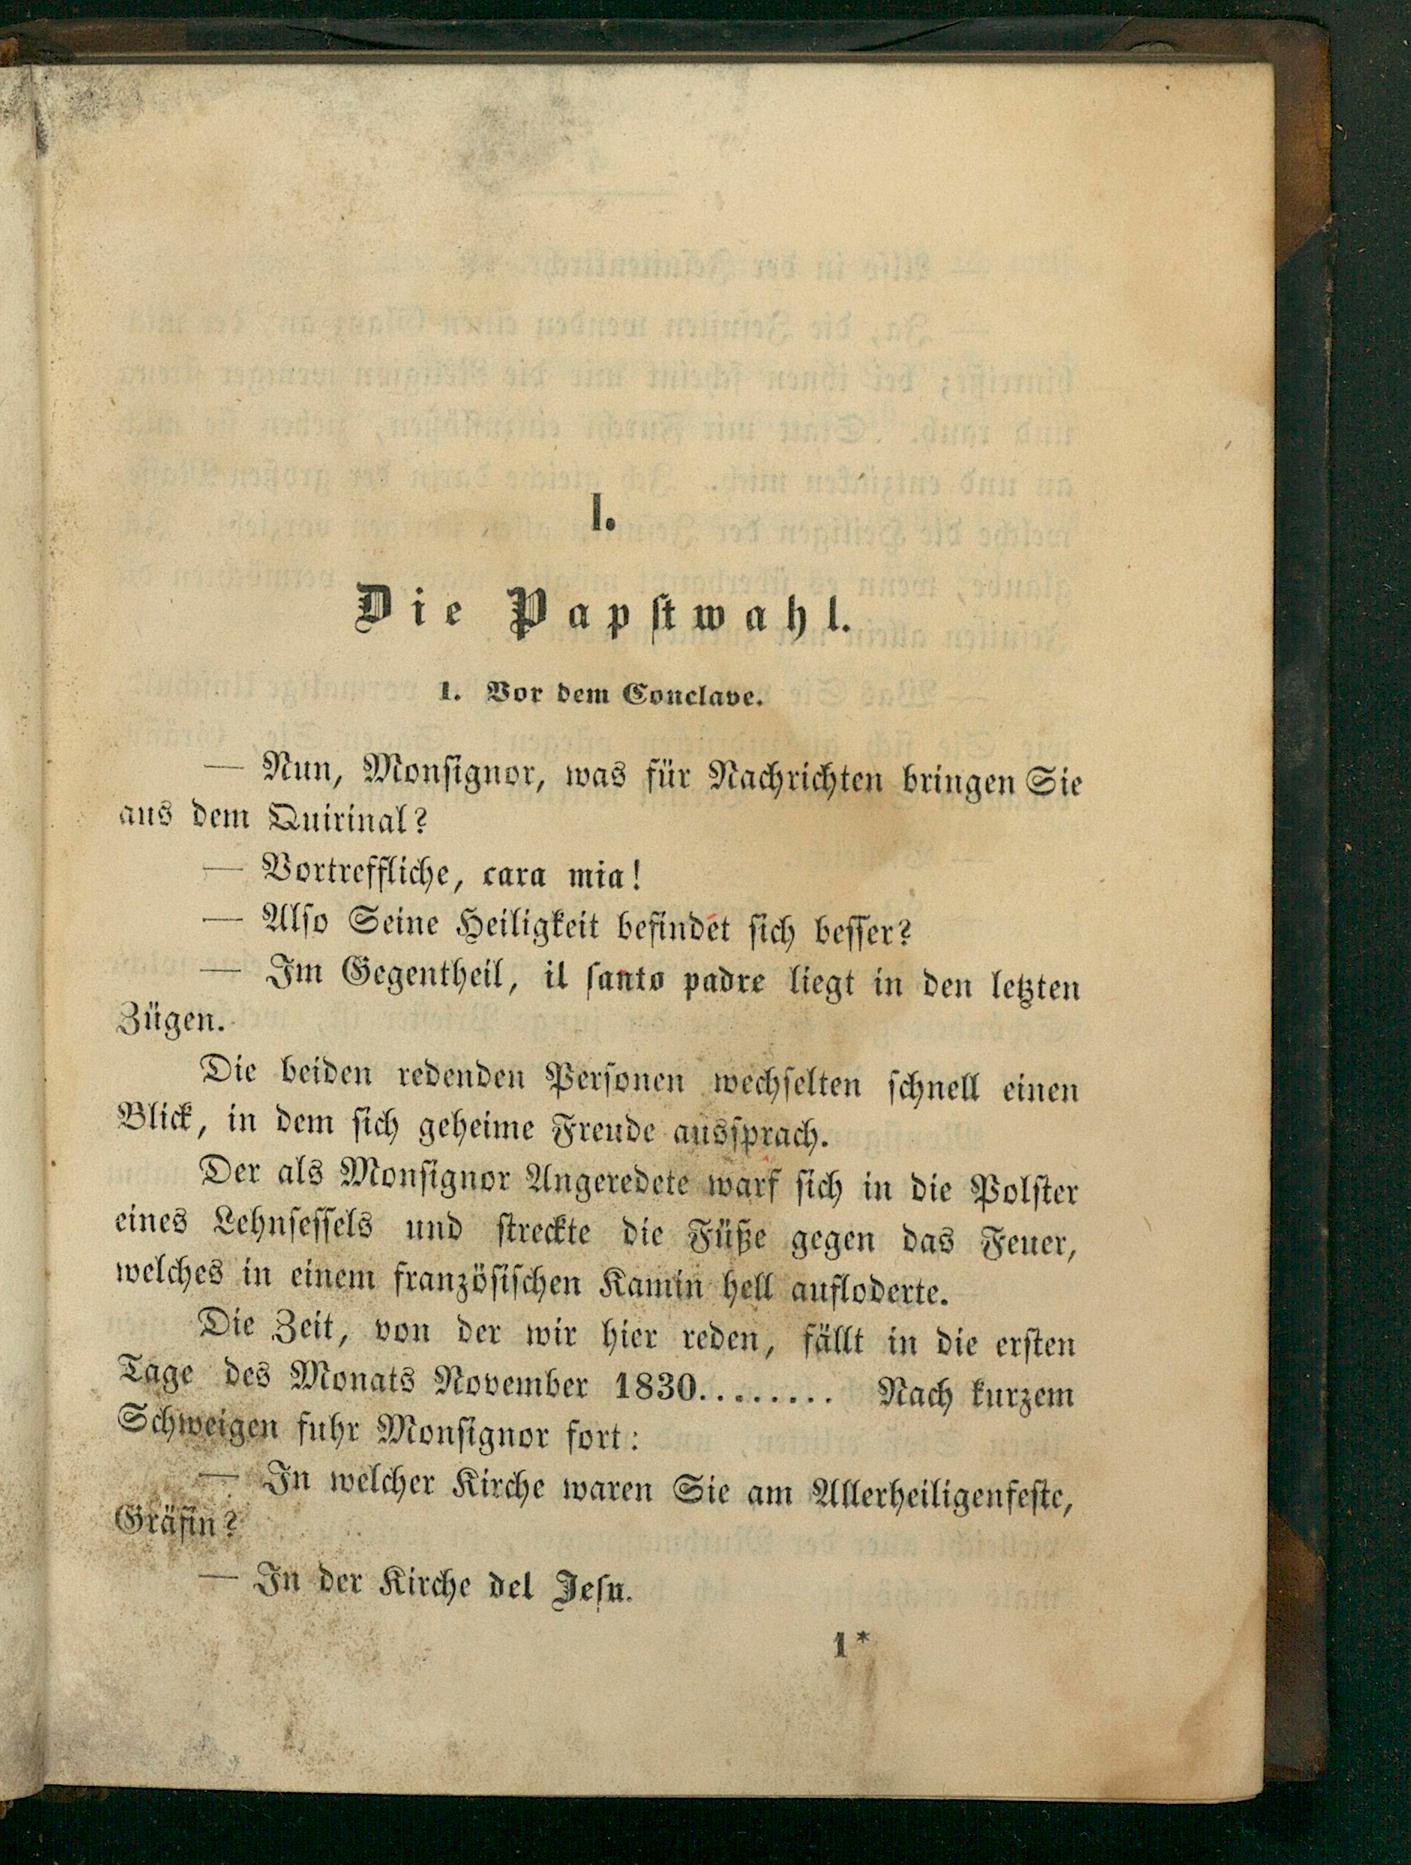 I.
Die Papstwahl.
1. Vor dem Conclave.
— Nun, Monsignor, was für Nachrichten bringen Sie
aus dem Quirinal?
— Vortreffliche, cara mia!
— Also Seine Heiligkeit befindet sich besser?
— Im Gegentheil, il santo padre liegt in den letzten
Zügen.
Die beiden redenden Personen wechselten schnell einen
Blick, in dem sich geheime Freude aussprach.
Der als Monsignor Angeredete warf sich in die Polster
eines Lehnsessels und streckte die Füße gegen das Feuer,
welches in einem französischen Kamin hell aufloderte.
Die Zeit, von der wir hier reden, fällt in die ersten
Tage des Monats November 1830........ Nach kurzem
Schweigen fuhr Monsignor fort:
— In welcher Kirche waren Sie am Allerheiligenfeste,
Gräfin?
— In der Kirche del Jesu.
1*